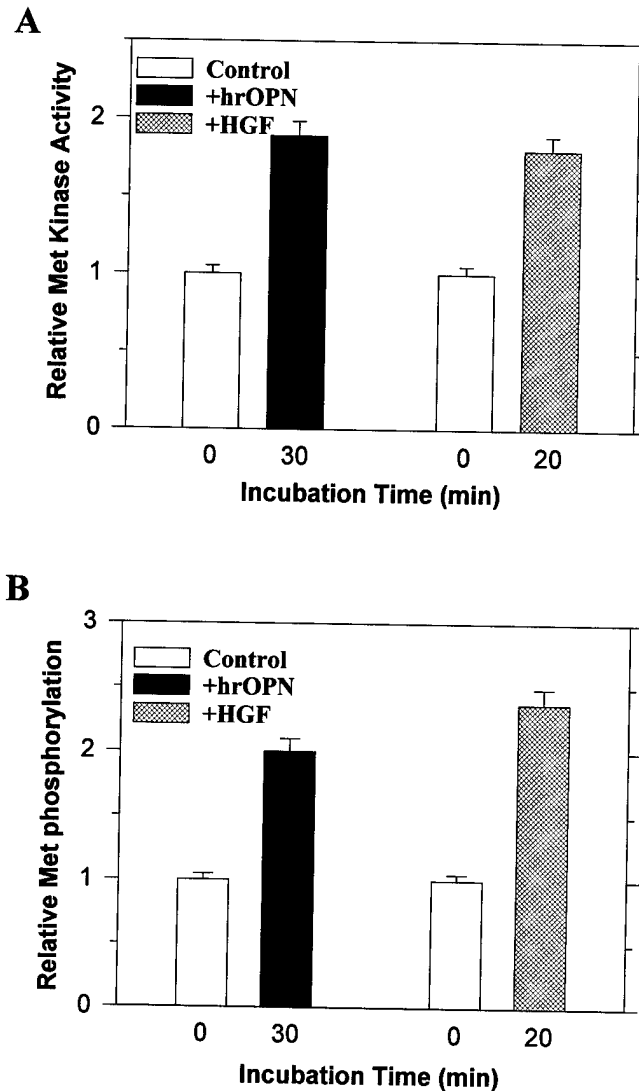 A
Control
+hrOPN
+HGF
2
1
0
Relative Met Kinase Activity
0 30 0 20
Incubation Time (min)
B
3
Control
+hrOPN
+HGF
2
1
0
Relative Met phosphorylation
0 30 0 20
Incubation Time (min)